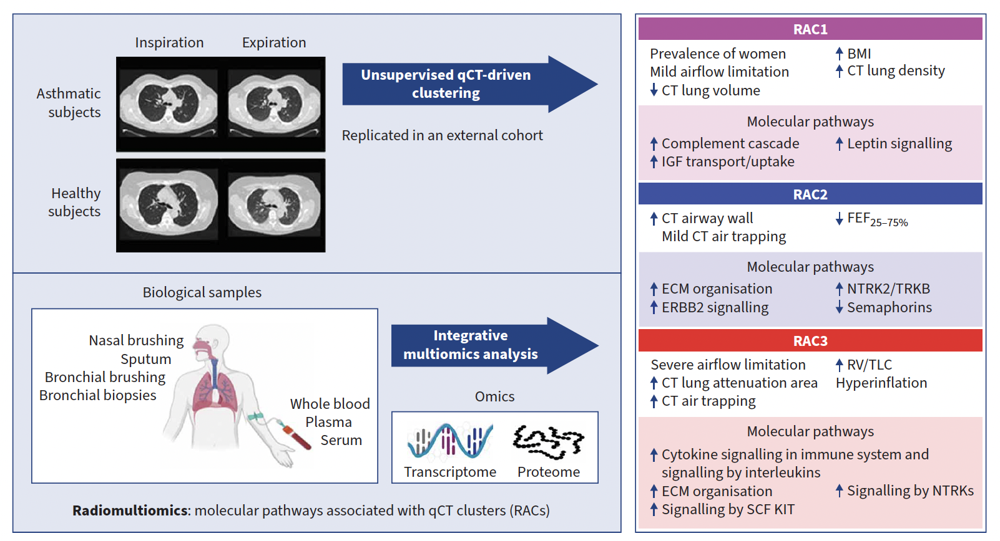 Inspiration
Expiration
Asthmatic
subjects
Healthy
subjects
Unsupervised qCT-driven
clustering
Replicated in an external cohort
Biological samples
Nasal brushing
Sputum
Bronchial brushing
Bronchial biopsies
Whole blood
Plasma
Serum
Integrative
multiomics analysis
Omics
Transcriptome
Proteome
Radiomultiomics: molecular pathways associated with qCT clusters (RACs)
RAC1
Prevalence of women
Mild airflow limitation
↓ CT lung volume
↑ BMI
↑ CT lung density
Molecular pathways
↑ Complement cascade
↑ IGF transport/uptake
↑ Leptin signalling
RAC2
↑ CT airway wall
Mild CT air trapping
↓ FEF25–75%
Molecular pathways
↑ ECM organisation
↑ ERBB2 signalling
↑ NTRK2/TRKB
↓ Semaphorins
RAC3
Severe airflow limitation
↑ CT lung attenuation area
↑ CT air trapping
↑ RV/TLC
Hyperinflation
Molecular pathways
↑ Cytokine signalling in immune system and
signalling by interleukins
↑ ECM organisation
↑ Signalling by SCF KIT
↑ Signalling by NTRKs